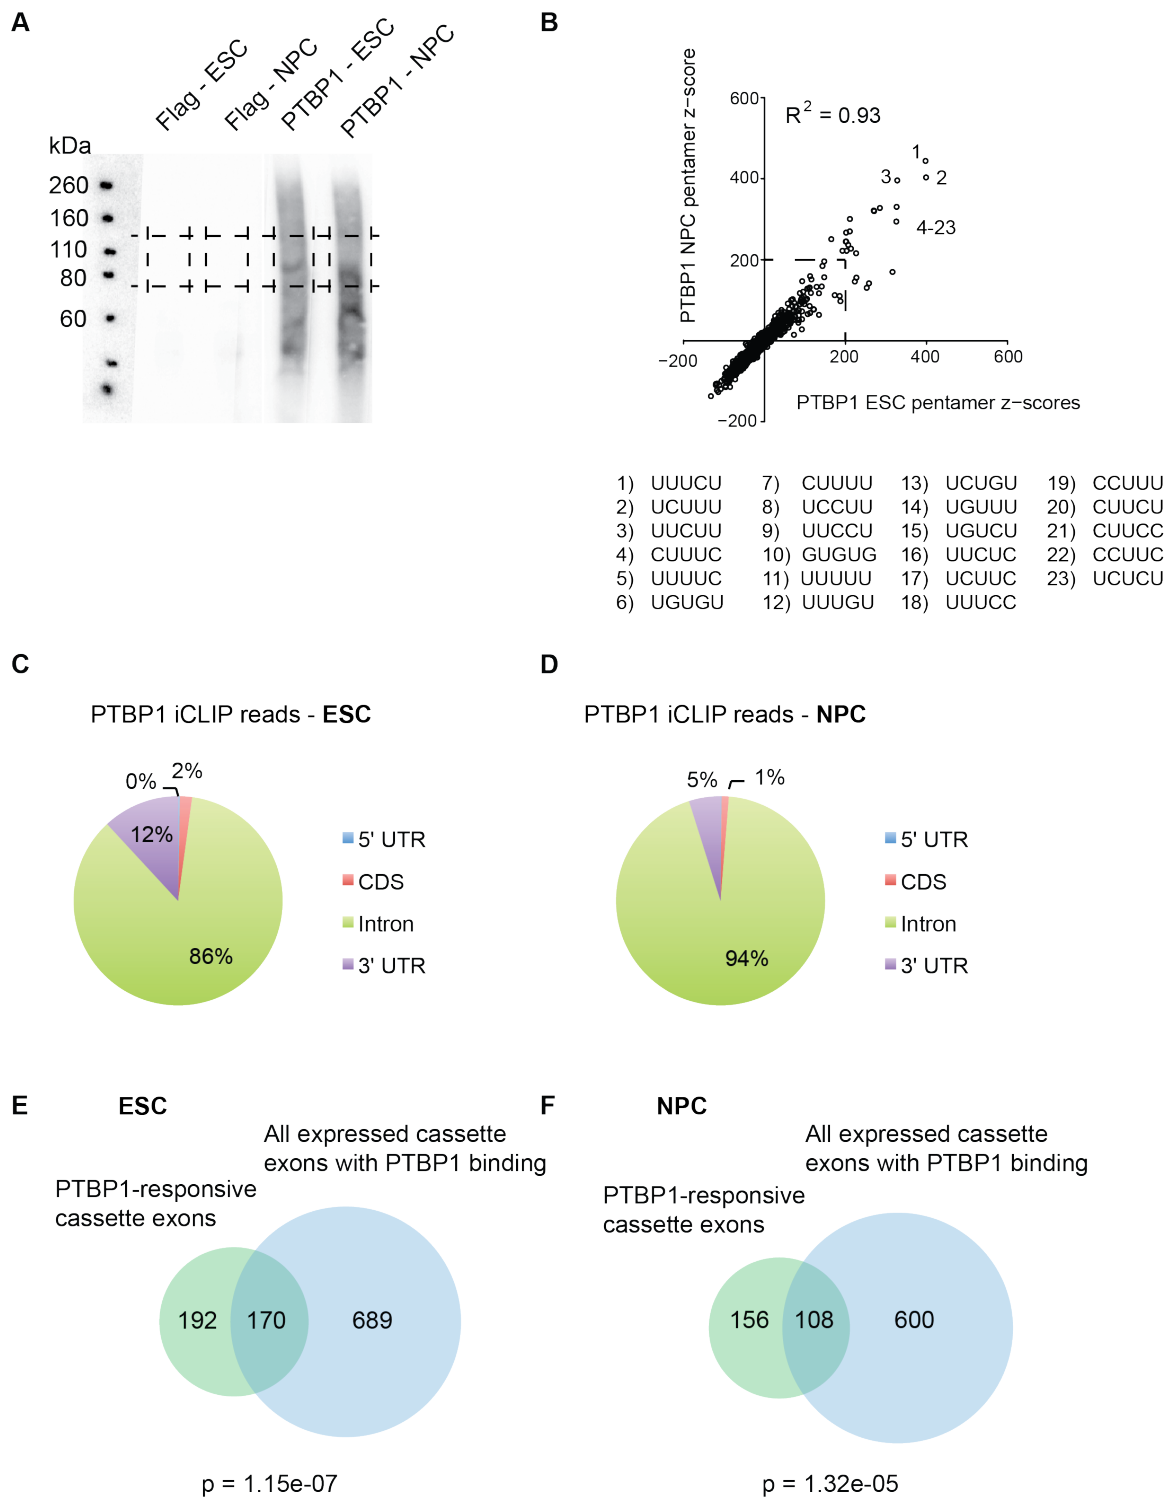 A
Flag - ESC
Flag - NPC
PTBP1 - ESC
PTBP1 - NPC
kDa
260
160
110
80
60
B
PTBP1 NPC pentamer z−score
600
400
200
−200
R2 = 0.93
1
2
3
4-23
−200
200
400
600
PTBP1 ESC pentamer z−scores
1) UUUCU
2) UCUUU
3) UUCUU
4) CUUUC
5) UUUUC
6) UGUGU
7) CUUUU
8) UCCUU
9) UUCCU
10) GUGUG
11) UUUUU
12) UUUGU
13) UCUGU
14) UGUUU
15) UGUCU
16) UUCUC
17) UCUUC
18) UUUCC
19) CCUUU
20) CUUCU
21) CUUCC
22) CCUUC
23) UCUCU
C
PTBP1 iCLIP reads - ESC
0%
2%
12%
86%
5' UTR
CDS
Intron
3' UTR
D
PTBP1 iCLIP reads - NPC
5%
1%
94%
5' UTR
CDS
Intron
3' UTR
E
ESC
All expressed cassette
exons with PTBP1 binding
PTBP1-responsive
cassette exons
192
170
689
p = 1.15e-07
F
NPC
All expressed cassette
exons with PTBP1 binding
PTBP1-responsive
cassette exons
156
108
600
p = 1.32e-05